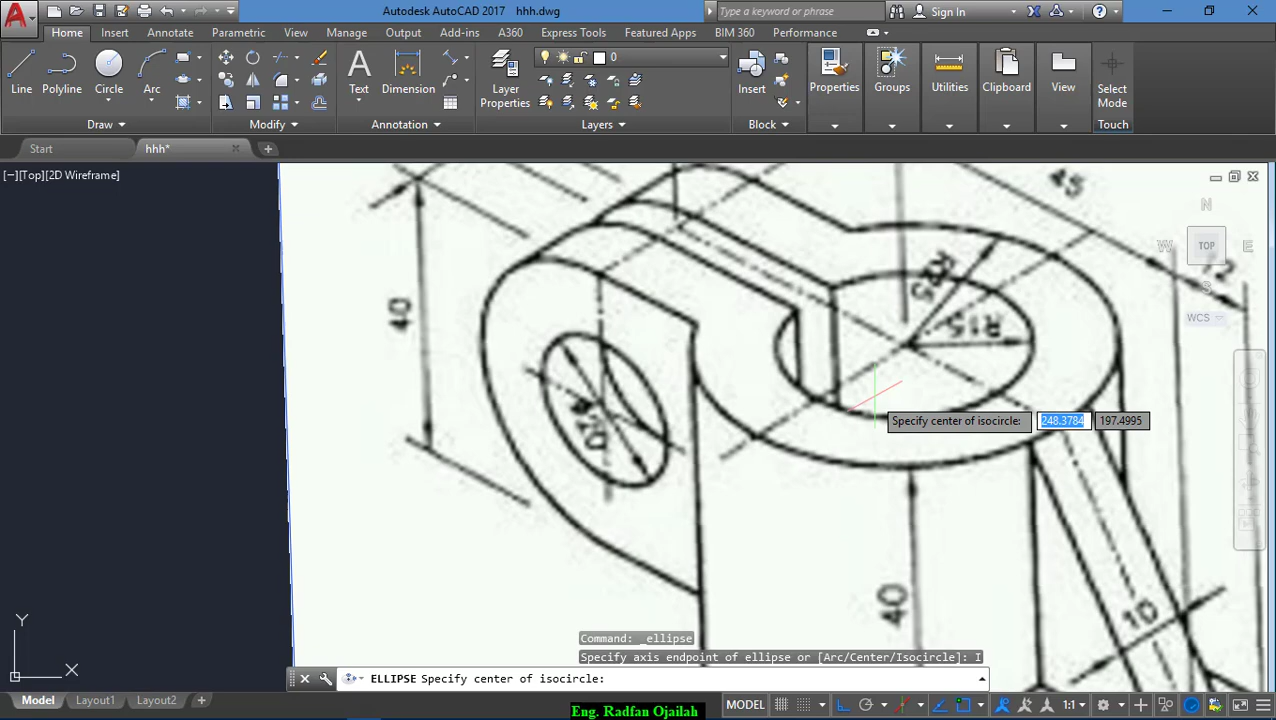 Autodesk AutoCAD 2017 hhh.dwg
Type a keyword or phrase
Sign In
Home Insert Annotate Parametric View Manage Output Add-ins A360 Express Tools Featured Apps BIM 360 Performance
0
Line Polyline Circle Arc Text Dimension Layer Properties Insert Properties Groups Utilities Clipboard View Select Mode
Draw Modify Annotation Layers Block Touch
Start hhh*
[−][Top][2D Wireframe]
N
W TOP E
S
WCS
45
12
R25
R15
40
Ø20
40
10
Specify center of isocircle: 248.3784 197.4995
Y
X
Command: _ellipse
Specify axis endpoint of ellipse or [Arc/Center/Isocircle]: I
ELLIPSE Specify center of isocircle:
Model Layout1 Layout2 +
MODEL 1:1
Eng. Radfan Ojailah